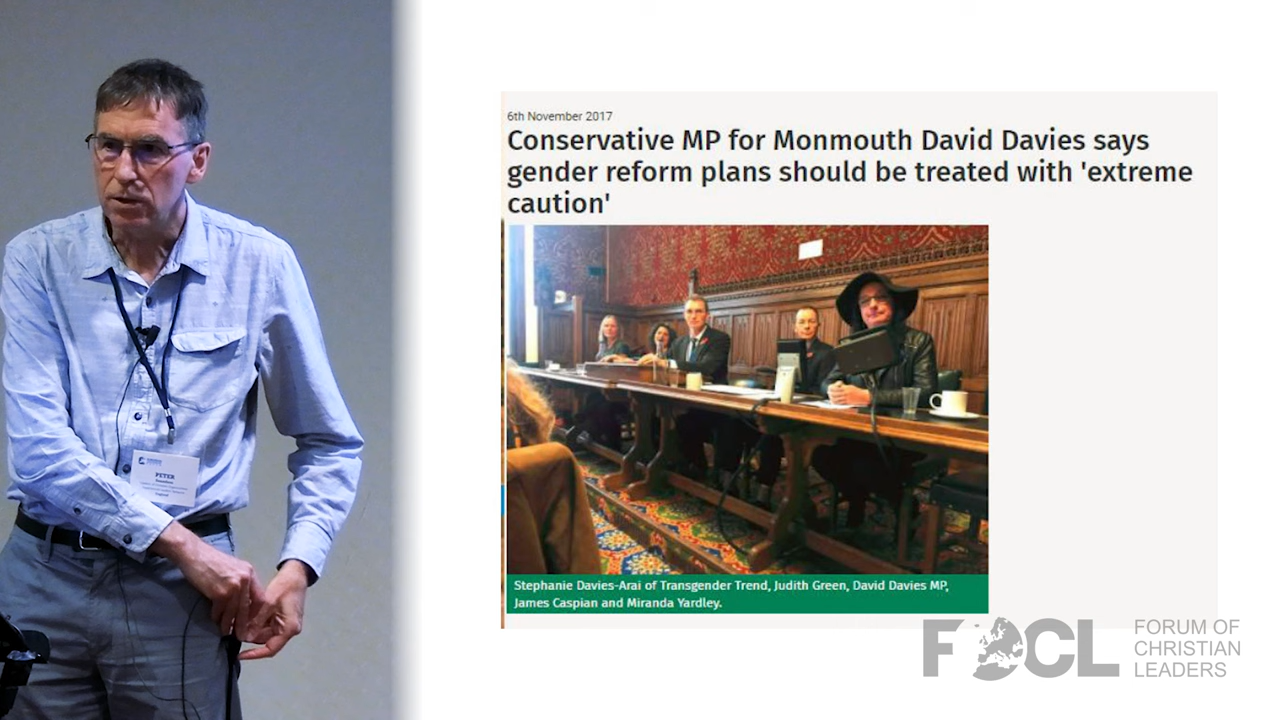 PETER
6th November 2017
Conservative MP for Monmouth David Davies says
gender reform plans should be treated with 'extreme
caution'
Stephanie Davies-Arai of Transgender Trend, Judith Green, David Davies MP,
James Caspian and Miranda Yardley.
FOCL
FORUM OF
CHRISTIAN
LEADERS